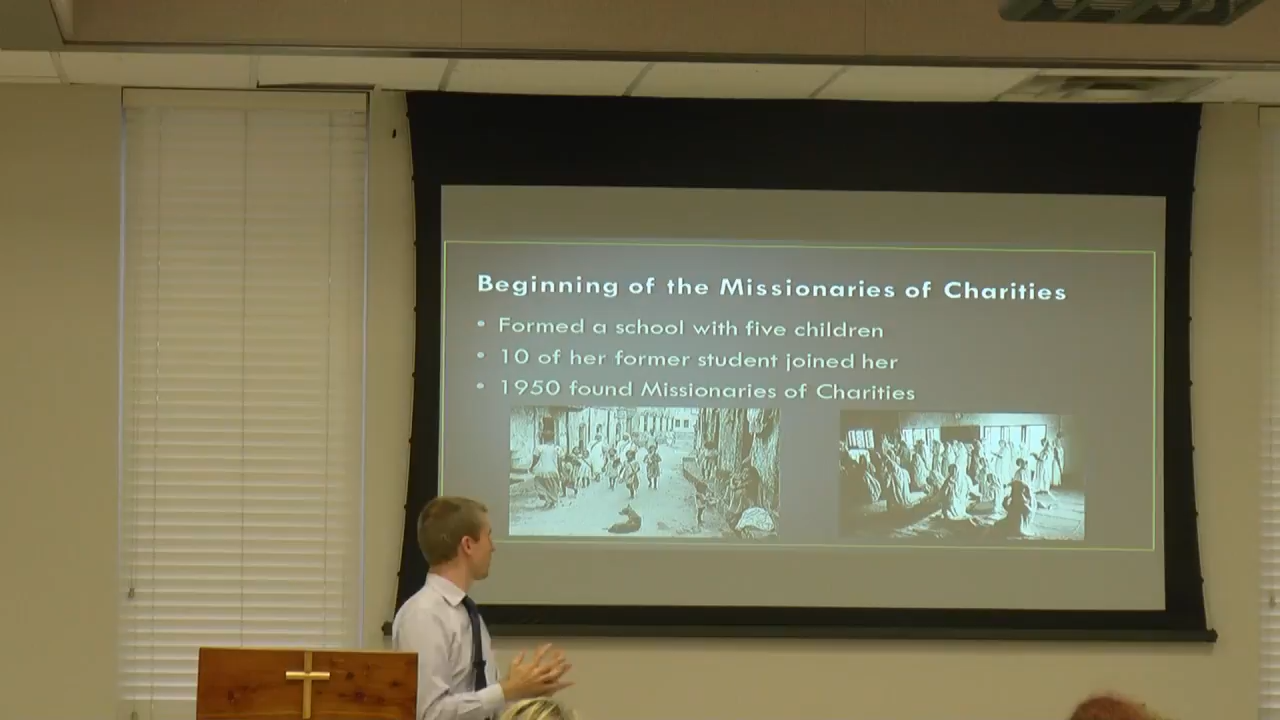 Beginning of the Missionaries of Charities
• Formed a school with five children
• 10 of her former student joined her
• 1950 found Missionaries of Charities